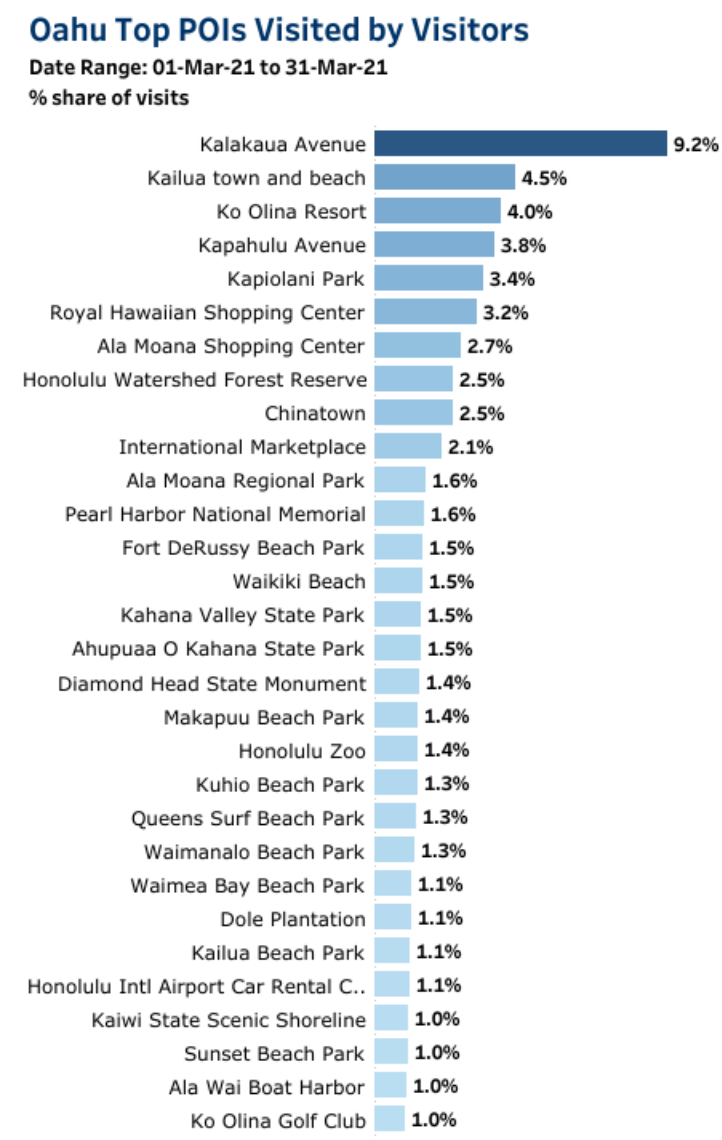 Oahu Top POIs Visited by Visitors
Date Range: 01-Mar-21 to 31-Mar-21
% share of visits
Kalakaua Avenue 9.2%
Kailua town and beach 4.5%
Ko Olina Resort 4.0%
Kapahulu Avenue 3.8%
Kapiolani Park 3.4%
Royal Hawaiian Shopping Center 3.2%
Ala Moana Shopping Center 2.7%
Honolulu Watershed Forest Reserve 2.5%
Chinatown 2.5%
International Marketplace 2.1%
Ala Moana Regional Park 1.6%
Pearl Harbor National Memorial 1.6%
Fort DeRussy Beach Park 1.5%
Waikiki Beach 1.5%
Kahana Valley State Park 1.5%
Ahupuaa O Kahana State Park 1.5%
Diamond Head State Monument 1.4%
Makapuu Beach Park 1.4%
Honolulu Zoo 1.4%
Kuhio Beach Park 1.3%
Queens Surf Beach Park 1.3%
Waimanalo Beach Park 1.3%
Waimea Bay Beach Park 1.1%
Dole Plantation 1.1%
Kailua Beach Park 1.1%
Honolulu Intl Airport Car Rental C.. 1.1%
Kaiwi State Scenic Shoreline 1.0%
Sunset Beach Park 1.0%
Ala Wai Boat Harbor 1.0%
Ko Olina Golf Club 1.0%